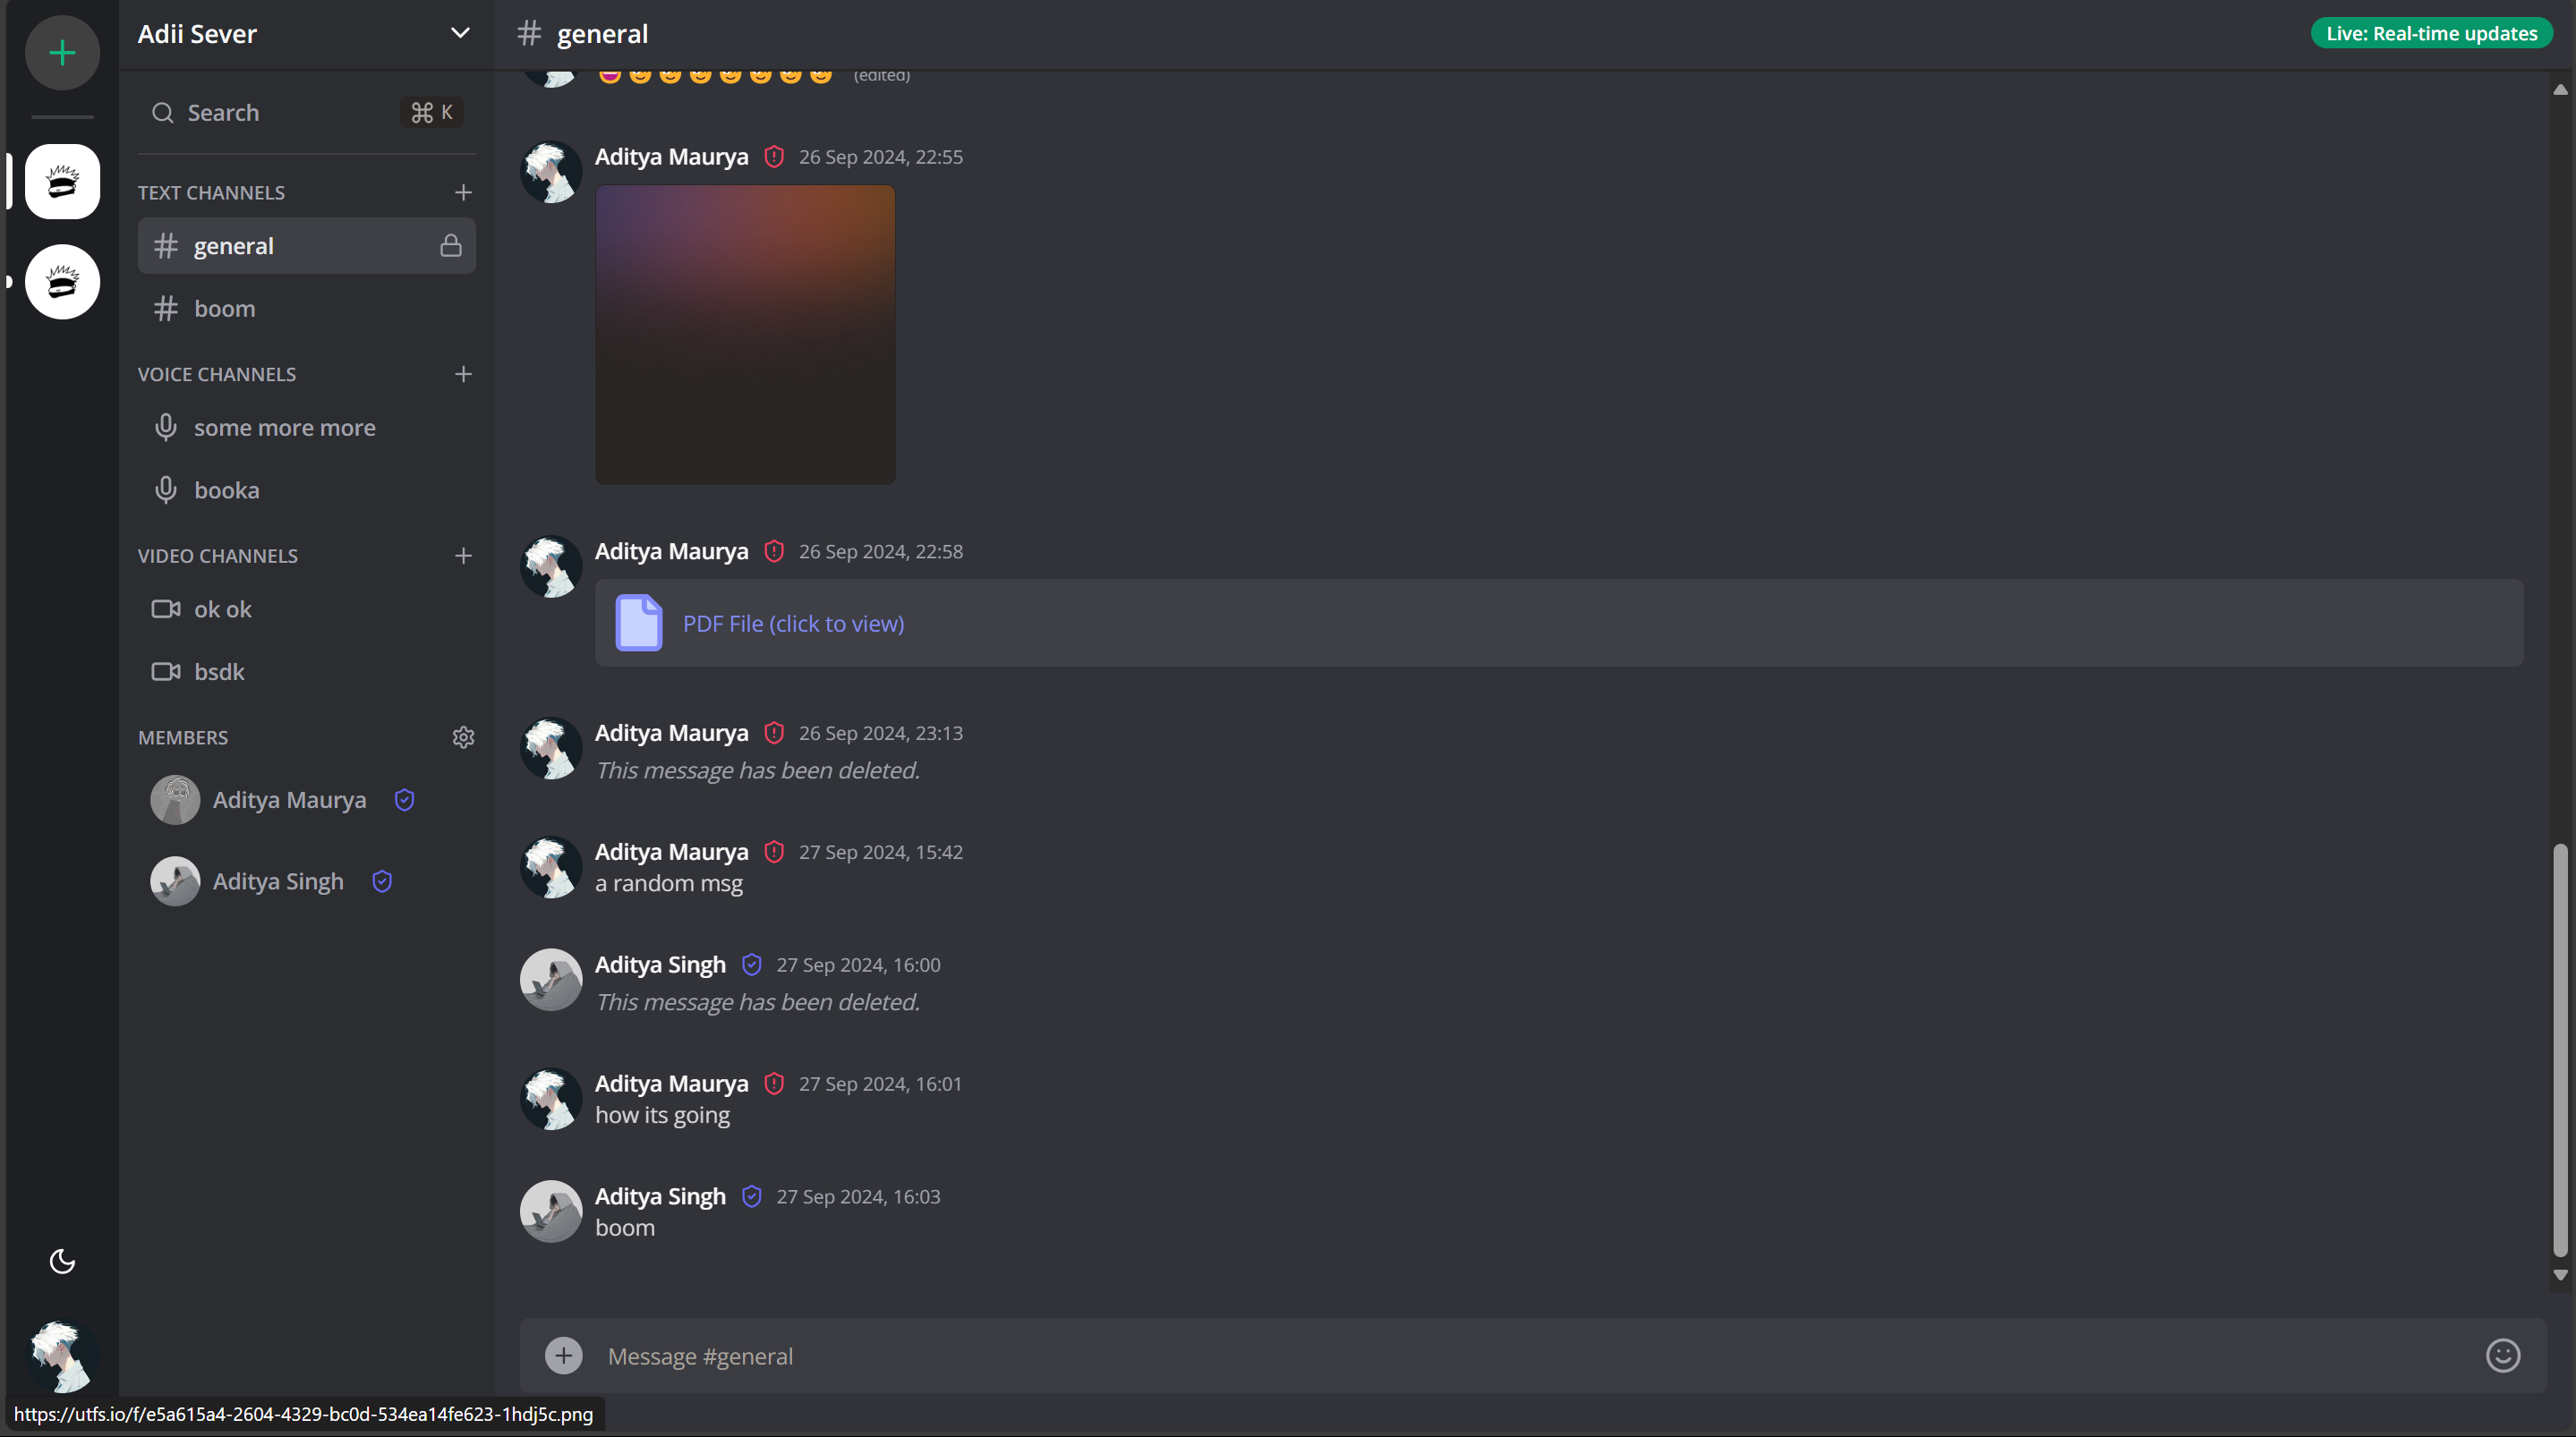 Adii Sever
Search
⌘ K
TEXT CHANNELS
general
boom
VOICE CHANNELS
some more more
booka
VIDEO CHANNELS
ok ok
bsdk
MEMBERS
Aditya Maurya
Aditya Singh
# general
Live: Real-time updates
(edited)
Aditya Maurya 26 Sep 2024, 22:55
Aditya Maurya 26 Sep 2024, 22:58
PDF File (click to view)
Aditya Maurya 26 Sep 2024, 23:13
This message has been deleted.
Aditya Maurya 27 Sep 2024, 15:42
a random msg
Aditya Singh 27 Sep 2024, 16:00
This message has been deleted.
Aditya Maurya 27 Sep 2024, 16:01
how its going
Aditya Singh 27 Sep 2024, 16:03
boom
Message #general
https://utfs.io/f/e5a615a4-2604-4329-bc0d-534ea14fe623-1hdj5c.png